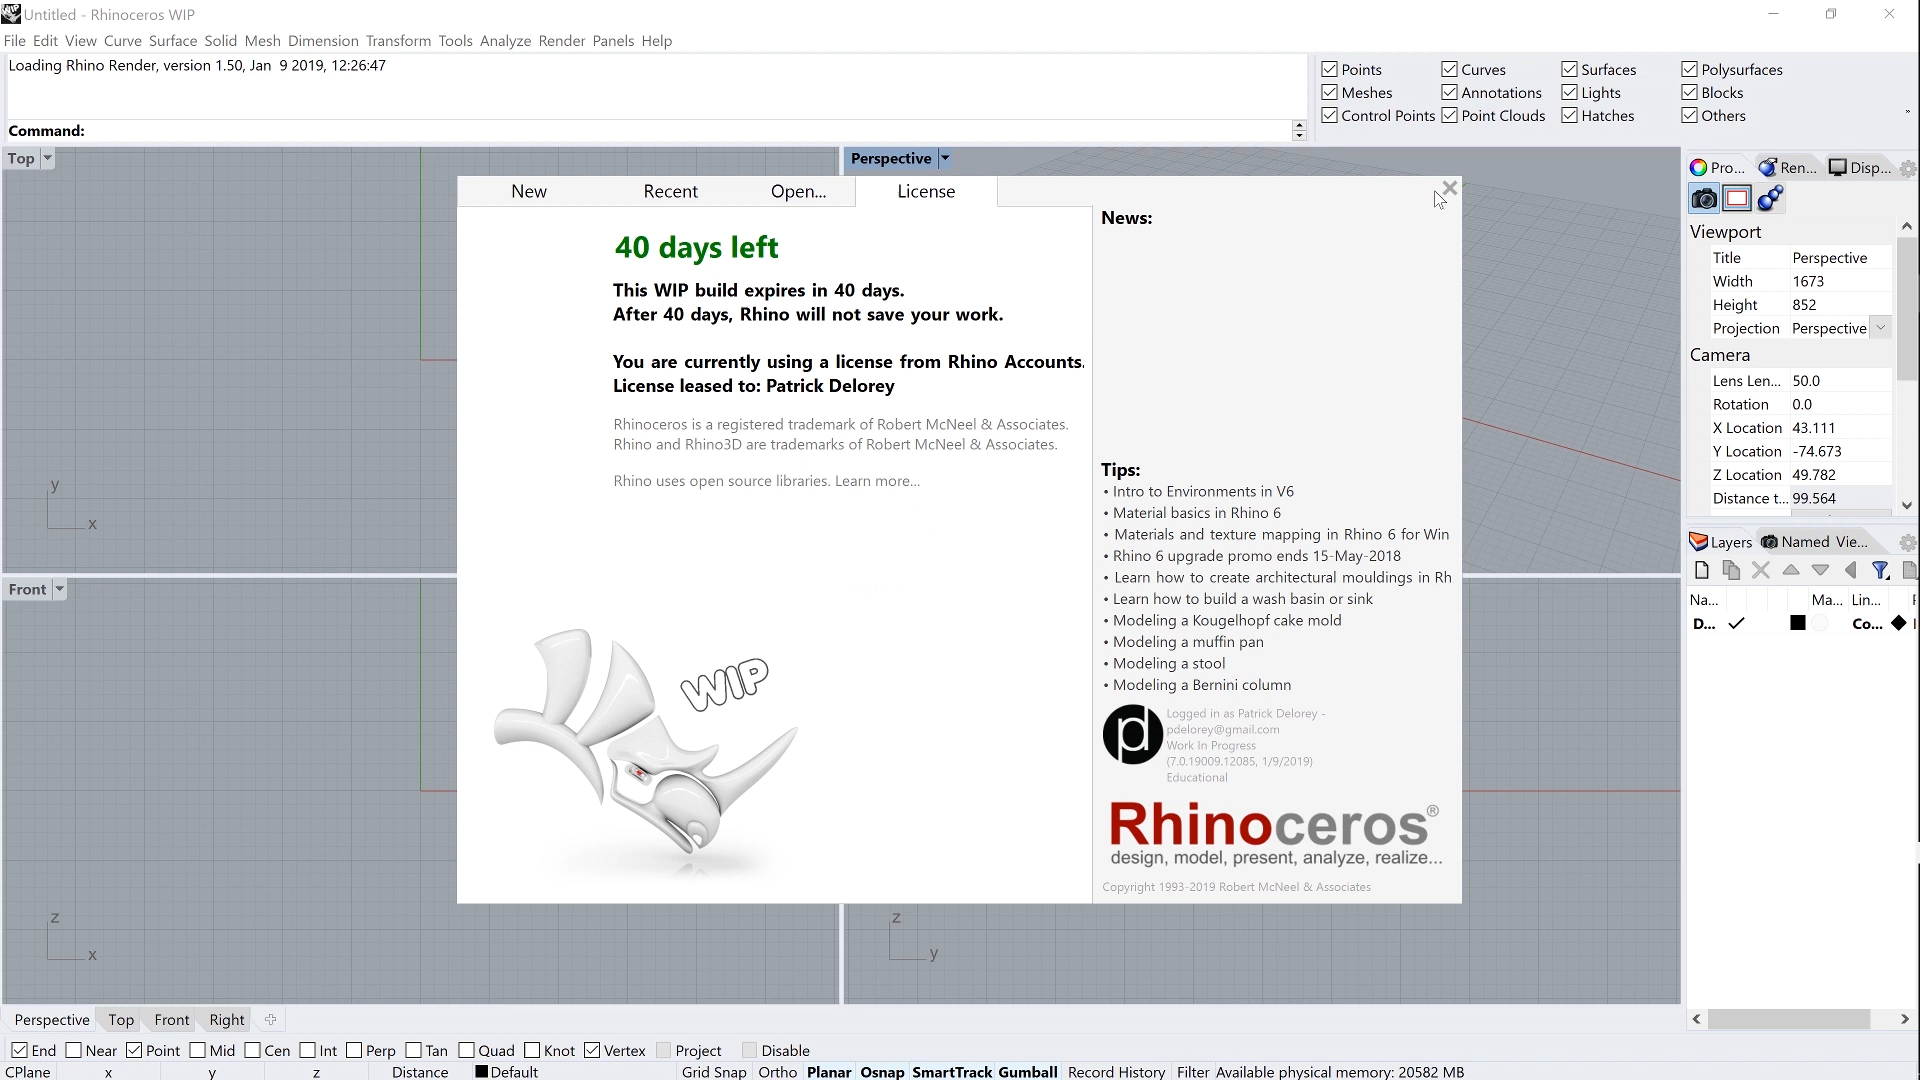 Untitled - Rhinoceros WIP
File Edit View Curve Surface Solid Mesh Dimension Transform Tools Analyze Render Panels Help
Loading Rhino Render, version 1.50, Jan 9 2019, 12:26:47
Command:
Points Curves Surfaces Polysurfaces
Meshes Annotations Lights Blocks
Control Points Point Clouds Hatches Others
Top
Perspective
New Recent Open... License
40 days left
This WIP build expires in 40 days.
After 40 days, Rhino will not save your work.
You are currently using a license from Rhino Accounts.
License leased to: Patrick Delorey
Rhinoceros is a registered trademark of Robert McNeel & Associates.
Rhino and Rhino3D are trademarks of Robert McNeel & Associates.
Rhino uses open source libraries. Learn more...
WIP
News:
Tips:
• Intro to Environments in V6
• Material basics in Rhino 6
• Materials and texture mapping in Rhino 6 for Win
• Rhino 6 upgrade promo ends 15-May-2018
• Learn how to create architectural mouldings in Rh
• Learn how to build a wash basin or sink
• Modeling a Kougelhopf cake mold
• Modeling a muffin pan
• Modeling a stool
• Modeling a Bernini column
pd
Logged in as Patrick Delorey -
pdelorey@gmail.com
Work In Progress
(7.0.19009.12085, 1/9/2019)
Educational
Rhinoceros®
design, model, present, analyze, realize...
Copyright 1993-2019 Robert McNeel & Associates
Pro... Ren... Disp...
Viewport
Title Perspective
Width 1673
Height 852
Projection Perspective
Camera
Lens Len... 50.0
Rotation 0.0
X Location 43.111
Y Location -74.673
Z Location 49.782
Distance t... 99.564
Layers Named Vie...
Na... Ma... Lin...
D... Co...
y
x
Front
z
x
z
y
Perspective Top Front Right
End Near Point Mid Cen Int Perp Tan Quad Knot Vertex Project Disable
CPlane x y z Distance Default Grid Snap Ortho Planar Osnap SmartTrack Gumball Record History Filter Available physical memory: 20582 MB